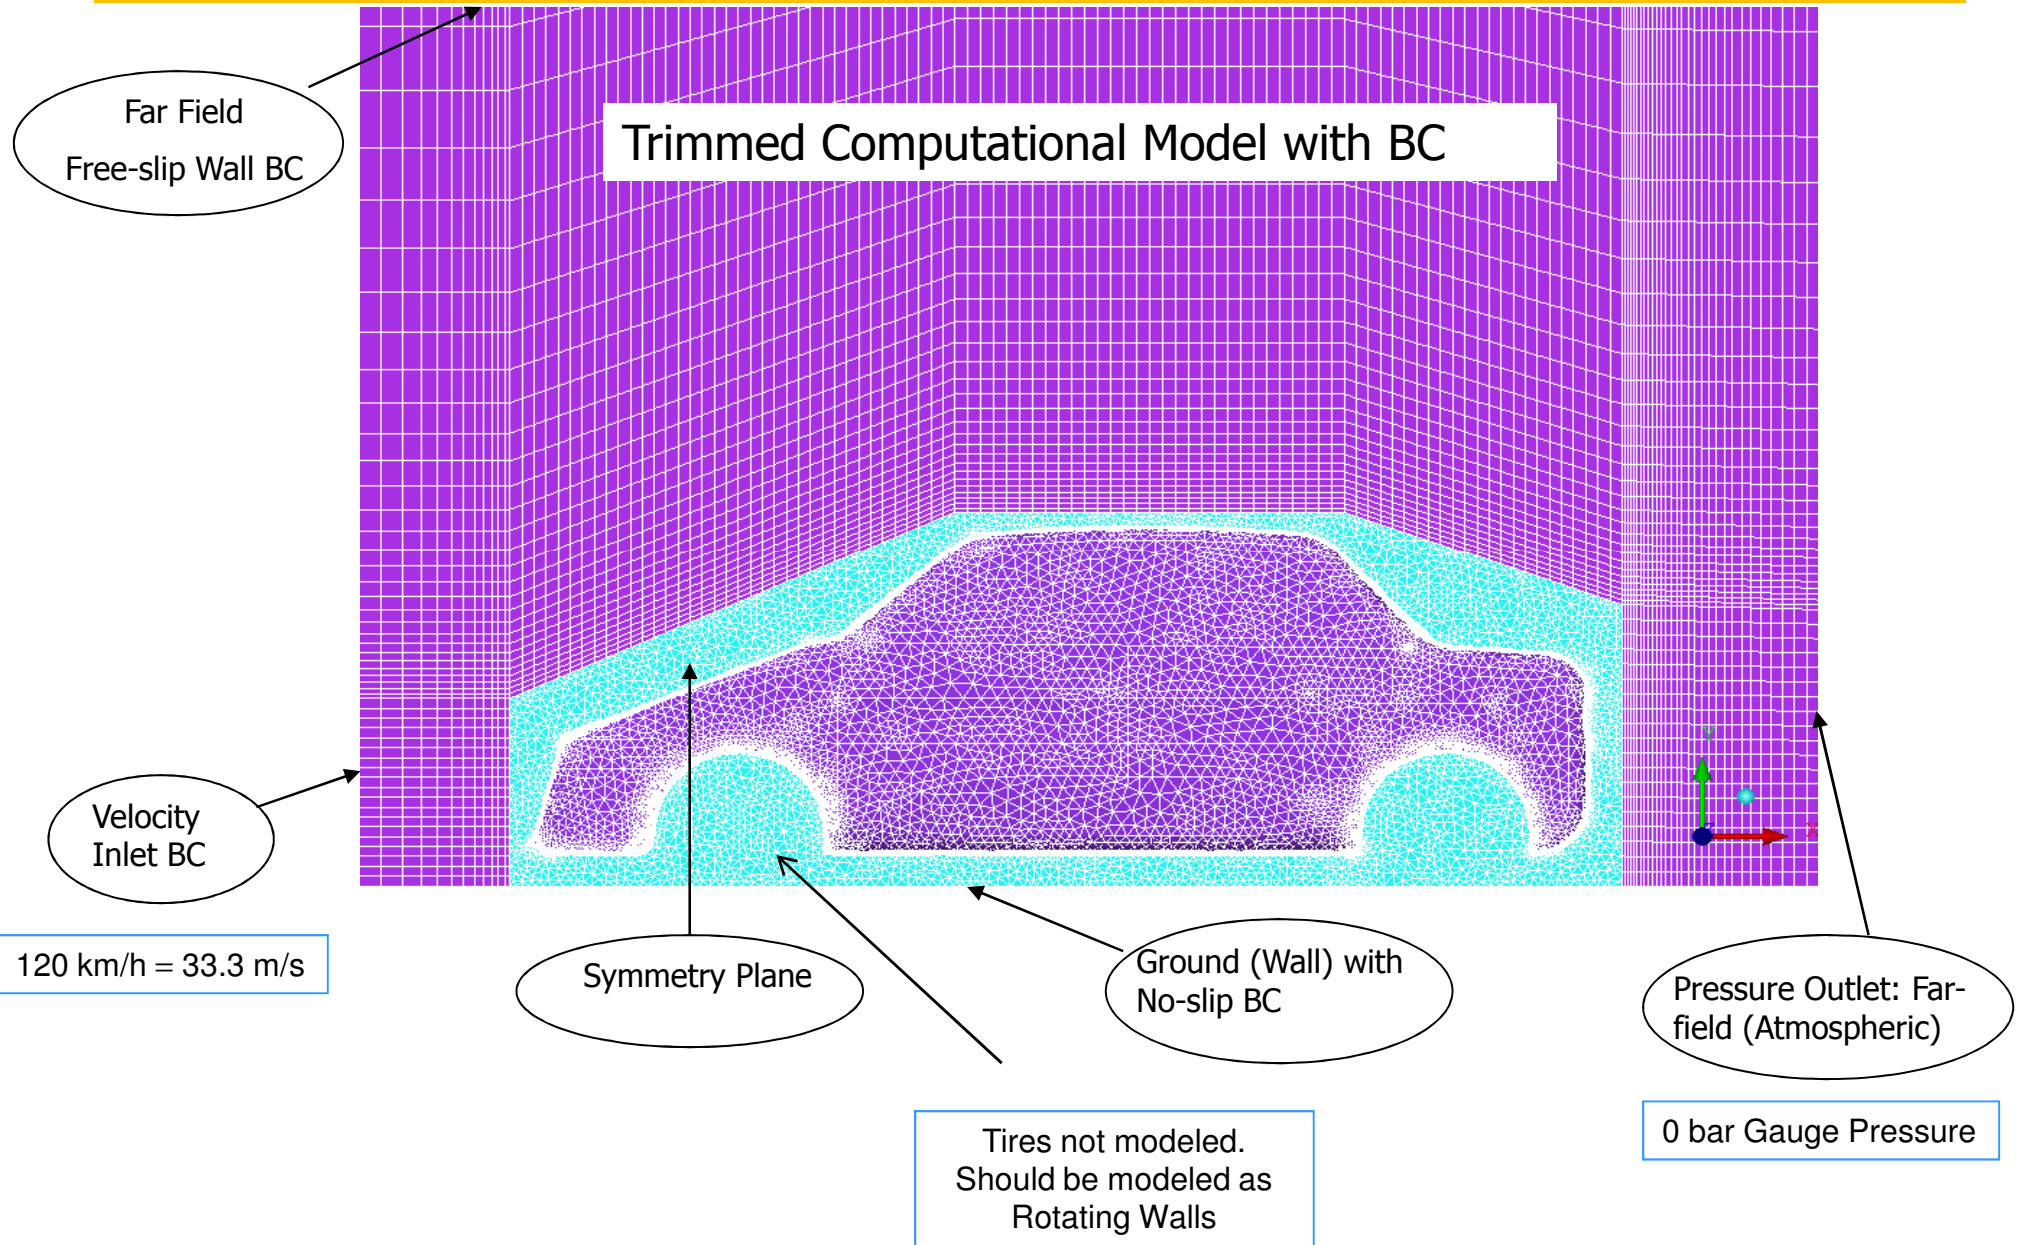 Far Field
Free-slip Wall BC
Trimmed Computational Model with BC
Velocity
Inlet BC
120 km/h = 33.3 m/s
Symmetry Plane
Ground (Wall) with
No-slip BC
Pressure Outlet: Far-
field (Atmospheric)
0 bar Gauge Pressure
Tires not modeled.
Should be modeled as
Rotating Walls
Y
X